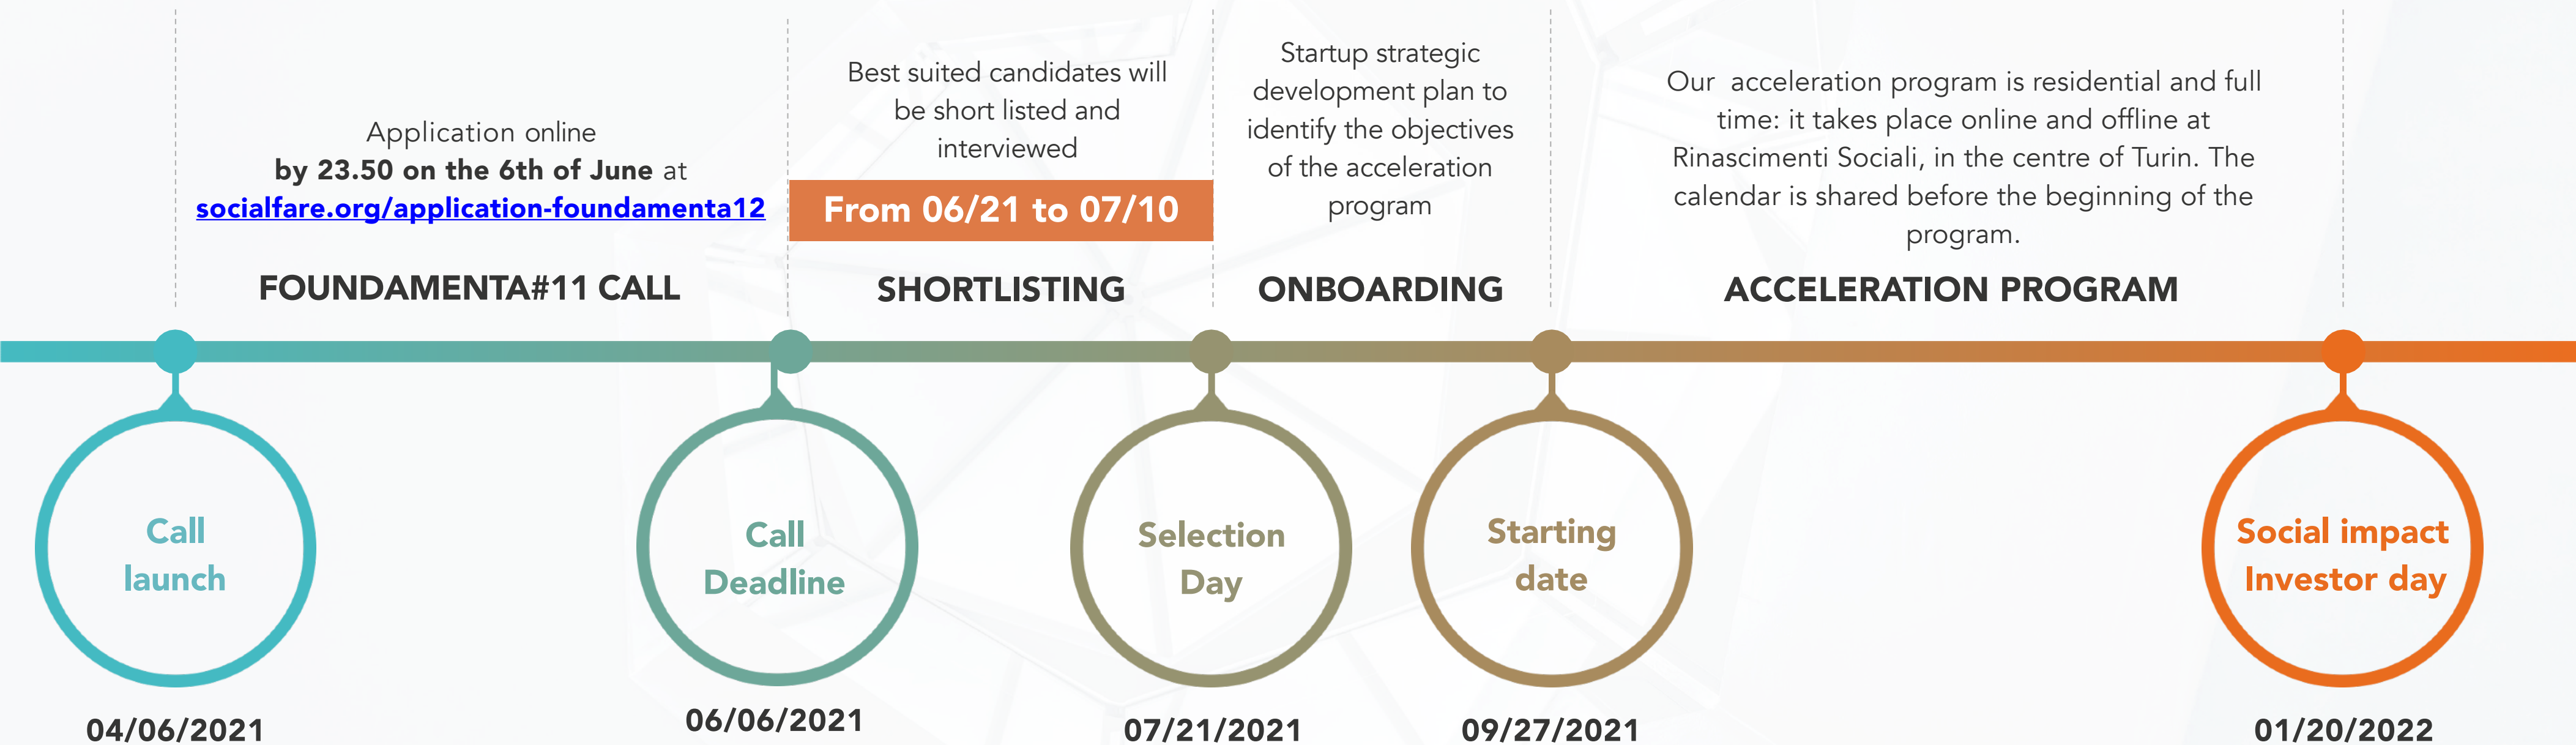 Application online
by 23.50 on the 6th of June at
socialfare.org/application-foundamenta12
FOUNDAMENTA#11 CALL
Best suited candidates will
be short listed and
interviewed
From 06/21 to 07/10
SHORTLISTING
Startup strategic
development plan to
identify the objectives
of the acceleration
program
ONBOARDING
Our  acceleration program is residential and full
time: it takes place online and offline at
Rinascimenti Sociali, in the centre of Turin. The
calendar is shared before the beginning of the
program.
ACCELERATION PROGRAM
Call
launch
04/06/2021
Call
Deadline
06/06/2021
Selection
Day
07/21/2021
Starting
date
09/27/2021
Social impact
Investor day
01/20/2022